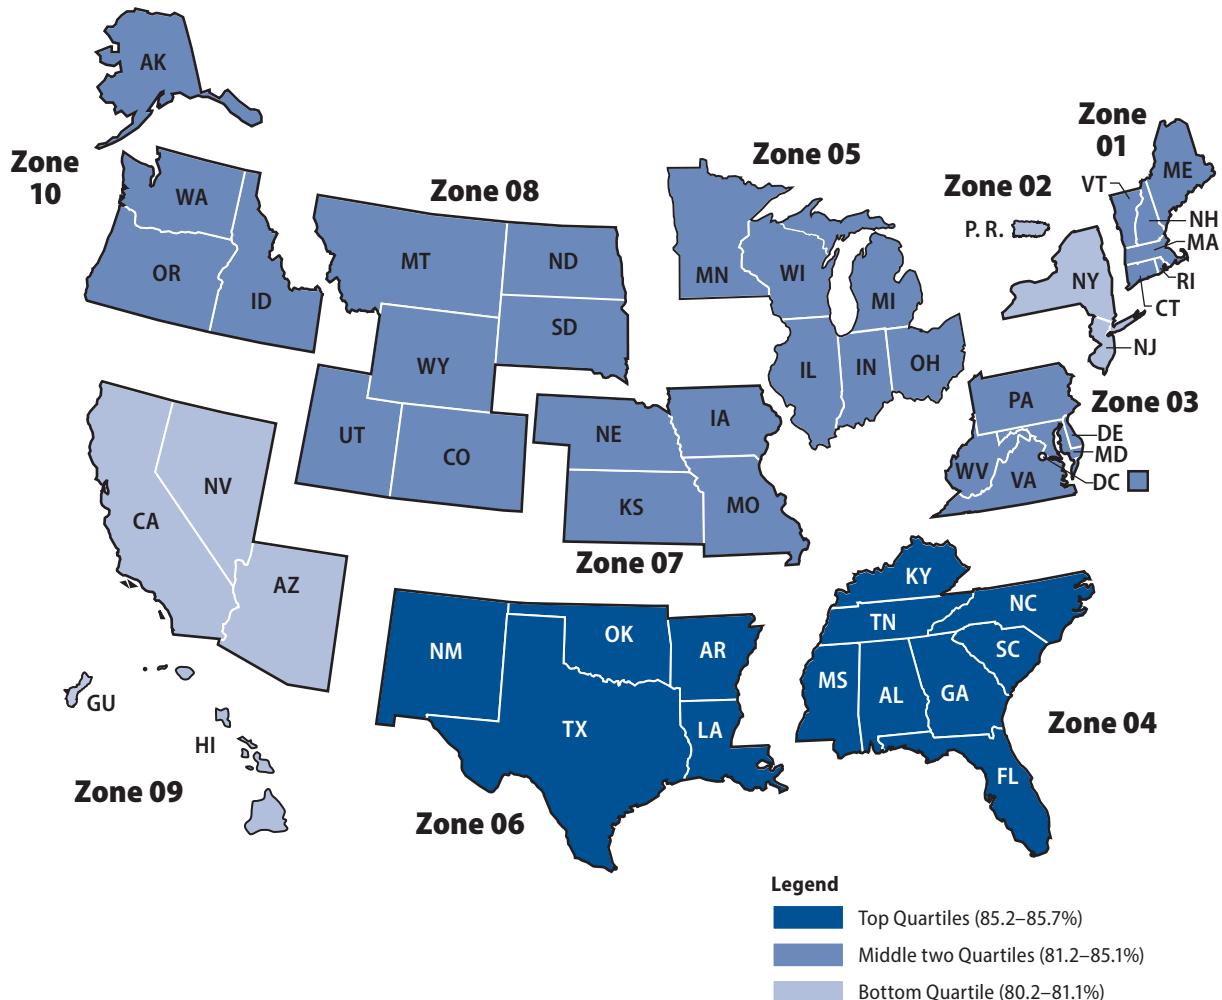 AK
Zone
10
WA
OR
ID
Zone 08
MT
ND
SD
WY
UT
CO
Zone 05
MN
WI
MI
IL
IN
OH
Zone
01
ME
VT
NH
MA
RI
CT
Zone 02
P. R.
NY
NJ
Zone 03
PA
DE
MD
WV
VA
DC
NE
IA
KS
MO
Zone 07
CA
NV
AZ
GU
HI
Zone 09
NM
OK
AR
TX
LA
Zone 06
KY
TN
NC
SC
MS
AL
GA
FL
Zone 04
Legend
Top Quartiles (85.2–85.7%)
Middle two Quartiles (81.2–85.1%)
Bottom Quartile (80.2–81.1%)